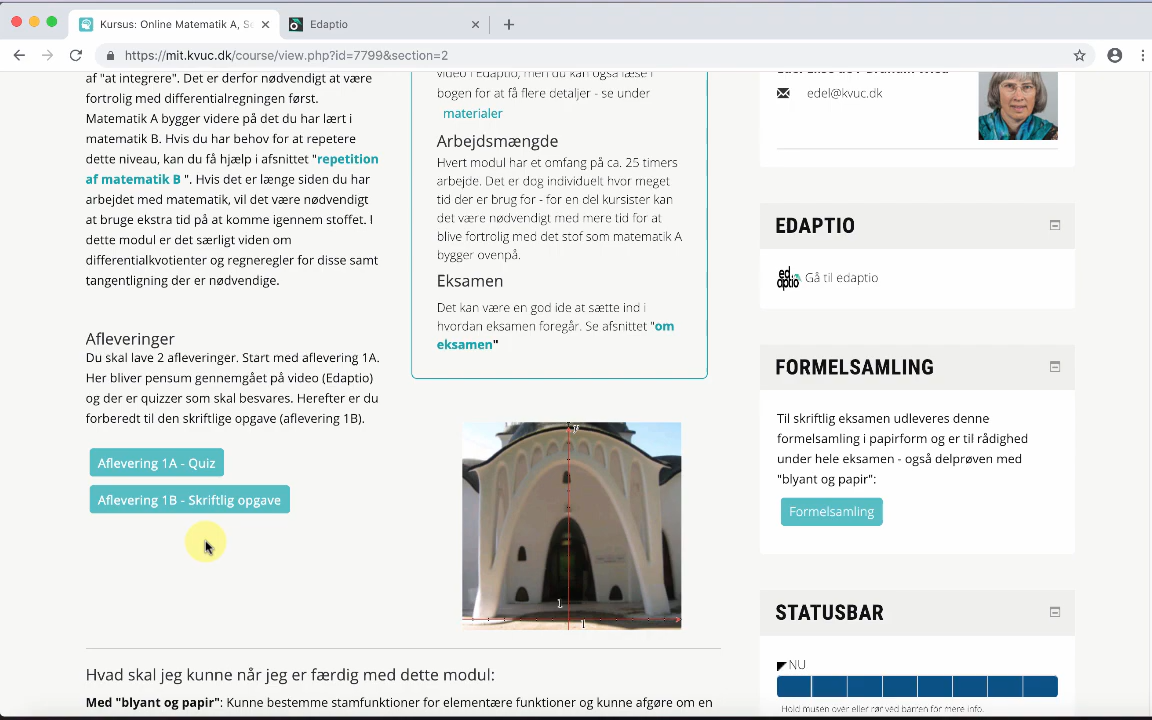 Kursus: Online Matematik A, S
Edaptio
https://mit.kvuc.dk/course/view.php?id=7799&section=2
af "at integrere". Det er derfor nødvendigt at være
fortrolig med differentialregningen først.
Matematik A bygger videre på det du har lært i
matematik B. Hvis du har behov for at repetere
dette niveau, kan du få hjælp i afsnittet "repetition
af matematik B ". Hvis det er længe siden du har
arbejdet med matematik, vil det være nødvendigt
at bruge ekstra tid på at komme igennem stoffet. I
dette modul er det særligt viden om
differentialkvotienter og regneregler for disse samt
tangentligning der er nødvendige.
Afleveringer
Du skal lave 2 afleveringer. Start med aflevering 1A.
Her bliver pensum gennemgået på video (Edaptio)
og der er quizzer som skal besvares. Herefter er du
forberedt til den skriftlige opgave (aflevering 1B).
Aflevering 1A - Quiz
Aflevering 1B - Skriftlig opgave
video i Edaptio, men du kan også læse i
bogen for at få flere detaljer - se under
materialer
Arbejdsmængde
Hvert modul har et omfang på ca. 25 timers
arbejde. Det er dog individuelt hvor meget
tid der er brug for - for en del kursister kan
det være nødvendigt med mere tid for at
blive fortrolig med det stof som matematik A
bygger ovenpå.
Eksamen
Det kan være en god ide at sætte ind i
hvordan eksamen foregår. Se afsnittet "om
eksamen"
1
1
Hvad skal jeg kunne når jeg er færdig med dette modul:
Med "blyant og papir": Kunne bestemme stamfunktioner for elementære funktioner og kunne afgøre om en
edel@kvuc.dk
EDAPTIO
ed
aptio
Gå til edaptio
FORMELSAMLING
Til skriftlig eksamen udleveres denne
formelsamling i papirform og er til rådighed
under hele eksamen - også delprøven med
"blyant og papir":
Formelsamling
STATUSBAR
NU
Hold musen over eller rør ved barren for mere info.